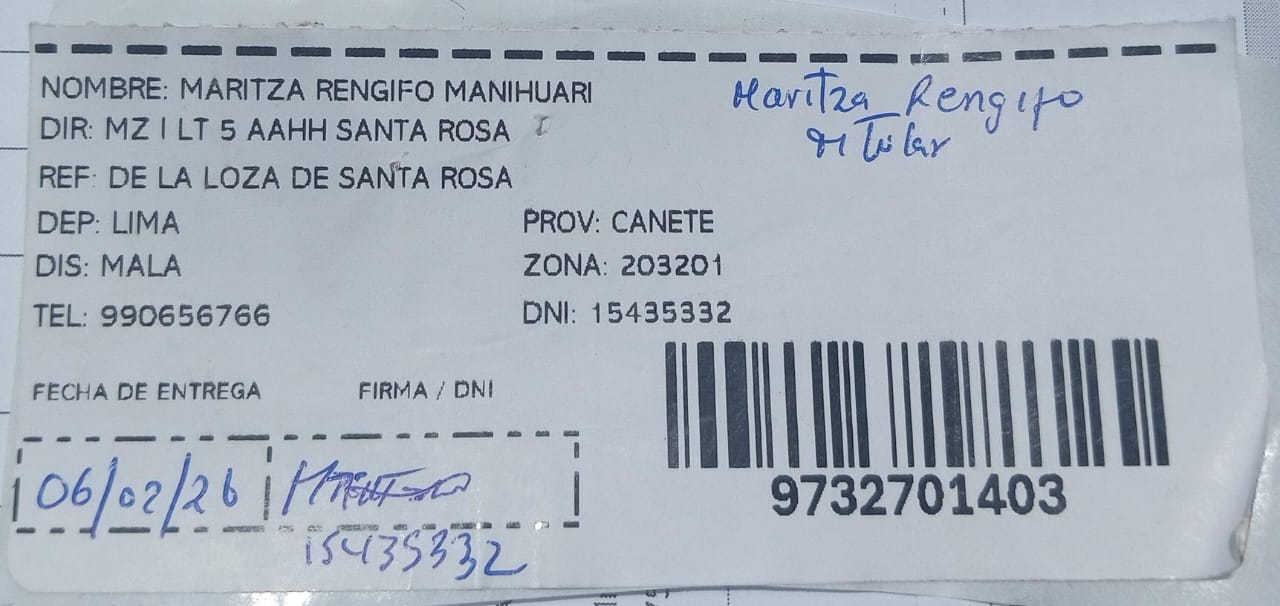 NOMBRE: MARITZA RENGIFO MANIHUARI
Maritza Rengifo
DIR: MZ I LT 5 AAHH SANTA ROSA
Titular
REF: DE LA LOZA DE SANTA ROSA
DEP: LIMA PROV: CANETE
DIS: MALA ZONA: 203201
TEL: 990656766 DNI: 15435332
FECHA DE ENTREGA FIRMA / DNI
06/02/26
15435332
9732701403